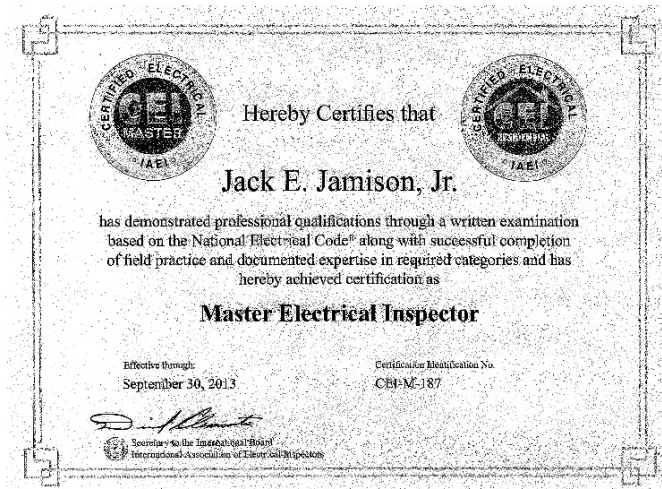 CERTIFIED ELECTRICAL
CEI
MASTER
IAEI
CERTIFIED ELECTRICAL
CEI
RESIDENTIAL
IAEI
Hereby Certifies that
Jack E. Jamison, Jr.
has demonstrated professional qualifications through a written examination
based on the National Electrical Code® along with successful completion
of field practice and documented expertise in required categories and has
hereby achieved certification as
Master Electrical Inspector
Effective through:
September 30, 2013
Certification Identification No.
CEI-M-187
Secretary to the International Board
International Association of Electrical Inspectors